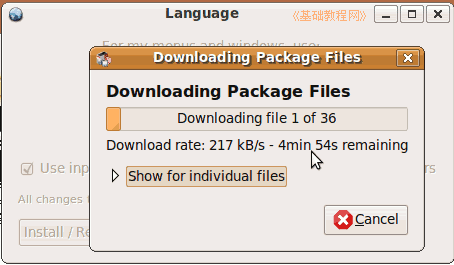 Language
《基础教程网》
For my menus and windows, use:
Downloading Package Files
Downloading Package Files
Downloading file 1 of 36
Download rate: 217 kB/s - 4min 54s remaining
Show for individual files
Use inp
rs
All changes t
Install / Re
Cancel